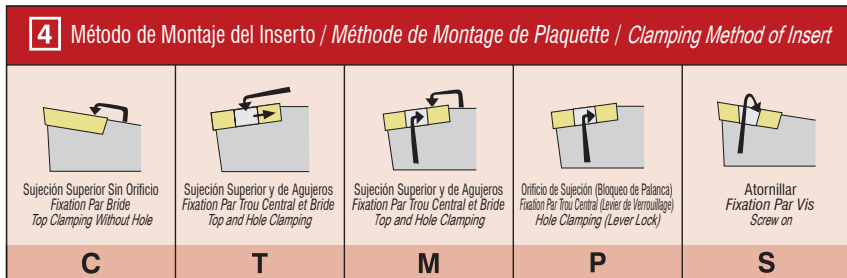 4 Método de Montaje del Inserto / Méthode de Montage de Plaquette / Clamping Method of Insert
Sujeción Superior Sin Orificio
Fixation Par Bride
Top Clamping Without Hole
C
Sujeción Superior y de Agujeros
Fixation Par Trou Central et Bride
Top and Hole Clamping
T
Sujeción Superior y de Agujeros
Fixation Par Trou Central et Bride
Top and Hole Clamping
M
Orificio de Sujeción (Bloqueo de Palanca)
Fixation Par Trou Central (Levier de Verrouillage)
Hole Clamping (Lever Lock)
P
Atornillar
Fixation Par Vis
Screw on
S